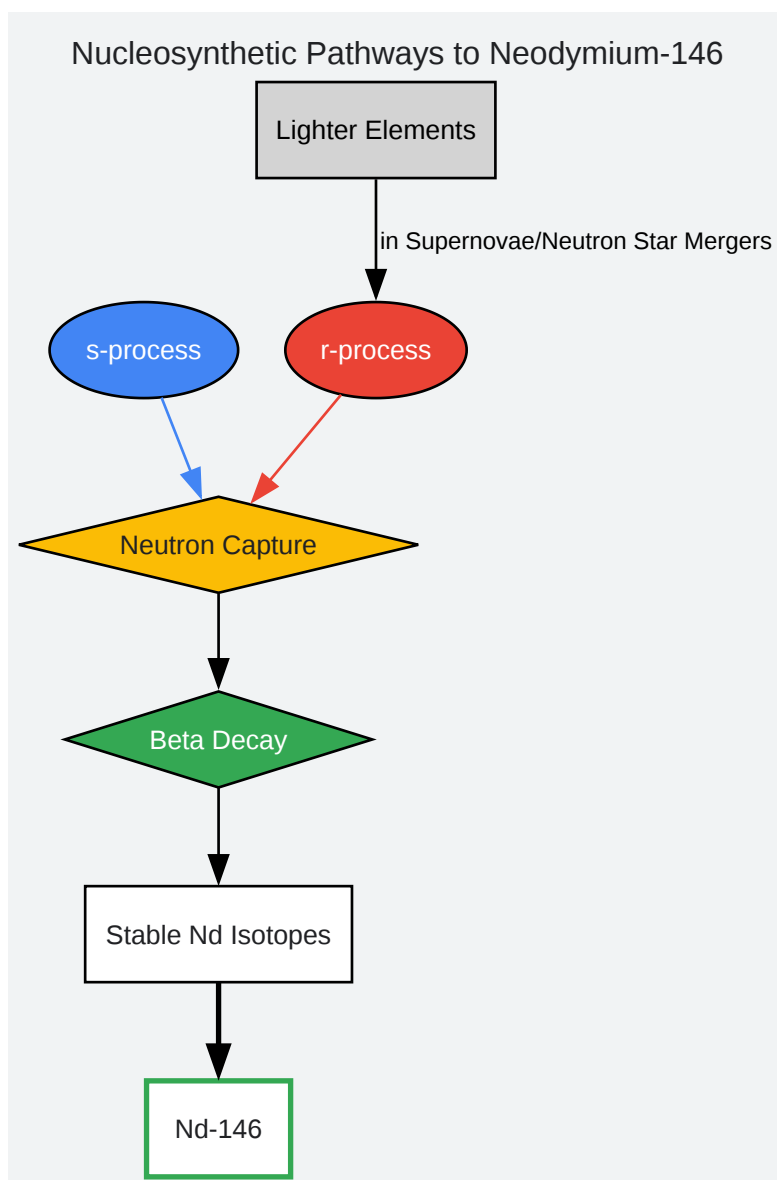 Nucleosynthetic Pathways to Neodymium-146
Lighter Elements
in Supernovae/Neutron Star Mergers
s-process
r-process
Neutron Capture
Beta Decay
Stable Nd Isotopes
Nd-146